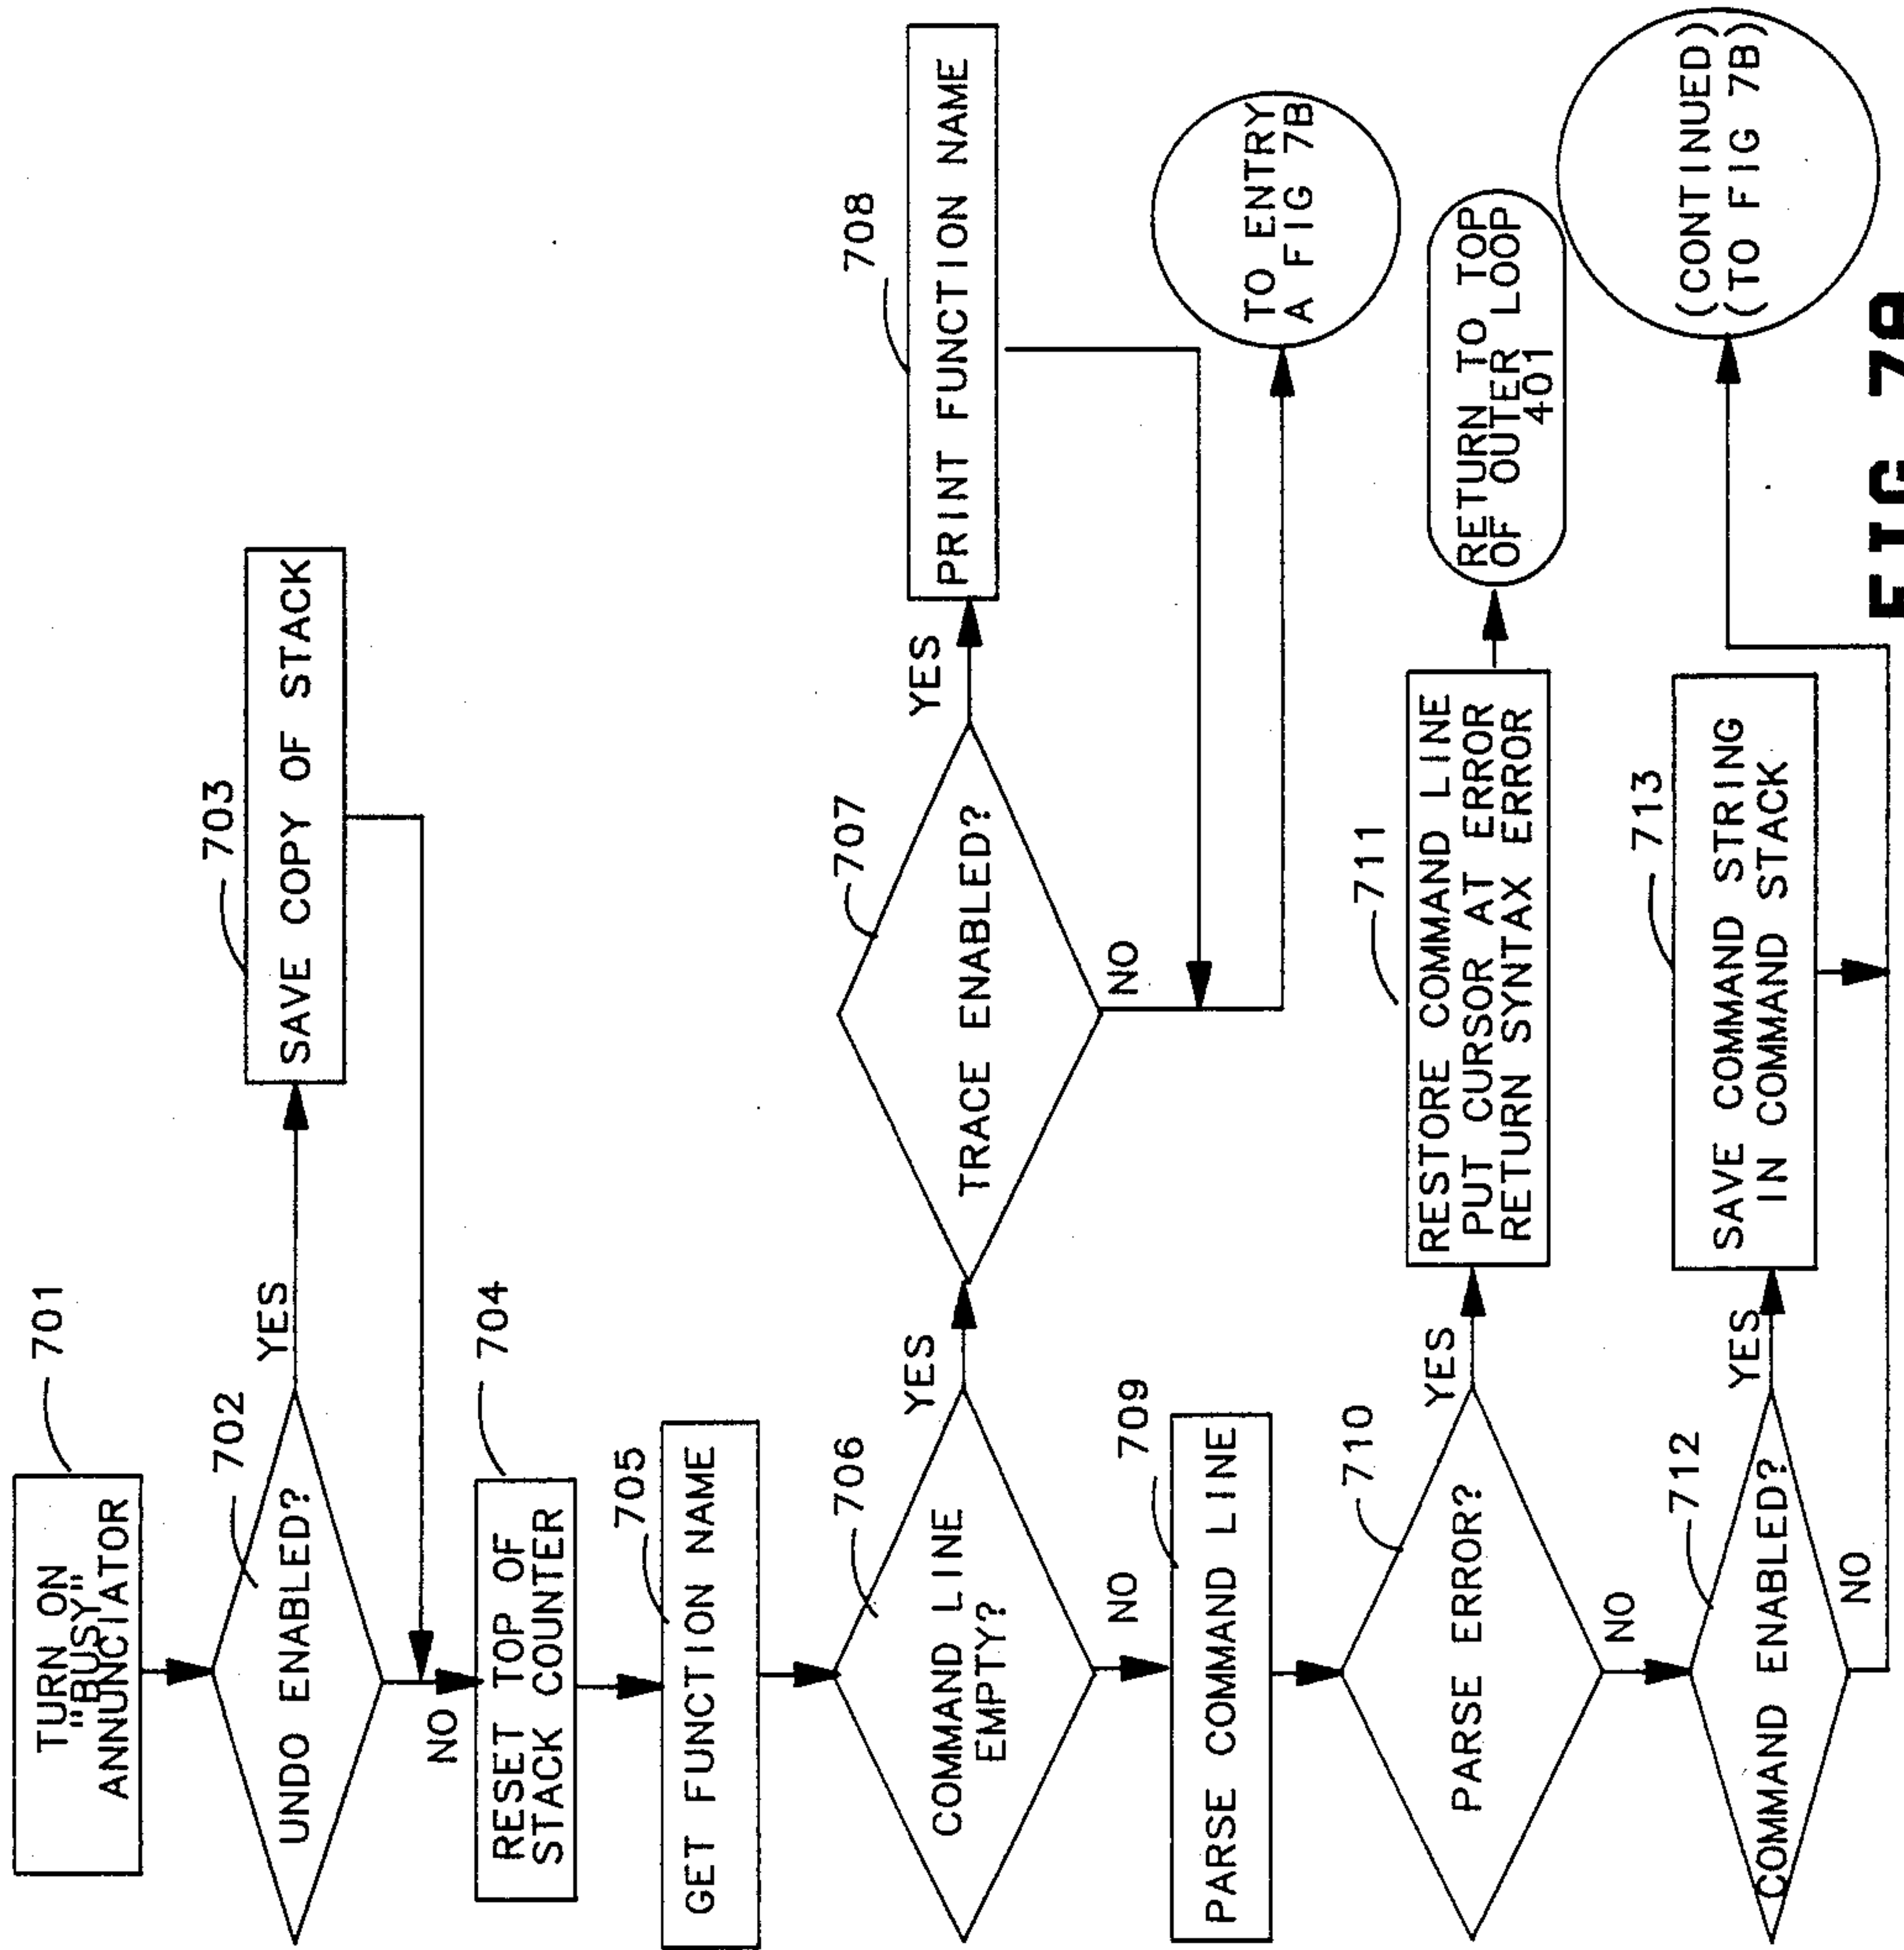 701
TURN ON
"BUSY"
ANNUNCIATOR
702
UNDO ENABLED?
YES
703
SAVE COPY OF STACK
NO
704
RESET TOP OF
STACK COUNTER
705
GET FUNCTION NAME
706
COMMAND LINE
EMPTY?
YES
707
TRACE ENABLED?
YES
708
PRINT FUNCTION NAME
NO
TO ENTRY
A FIG 7B
NO
709
PARSE COMMAND LINE
710
PARSE ERROR?
YES
711
RESTORE COMMAND LINE
PUT CURSOR AT ERROR
RETURN SYNTAX ERROR
RETURN TO TOP
OF OUTER LOOP
401
NO
712
COMMAND ENABLED?
YES
713
SAVE COMMAND STRING
IN COMMAND STACK
NO
(CONTINUED)
(TO FIG 7B)
FIG